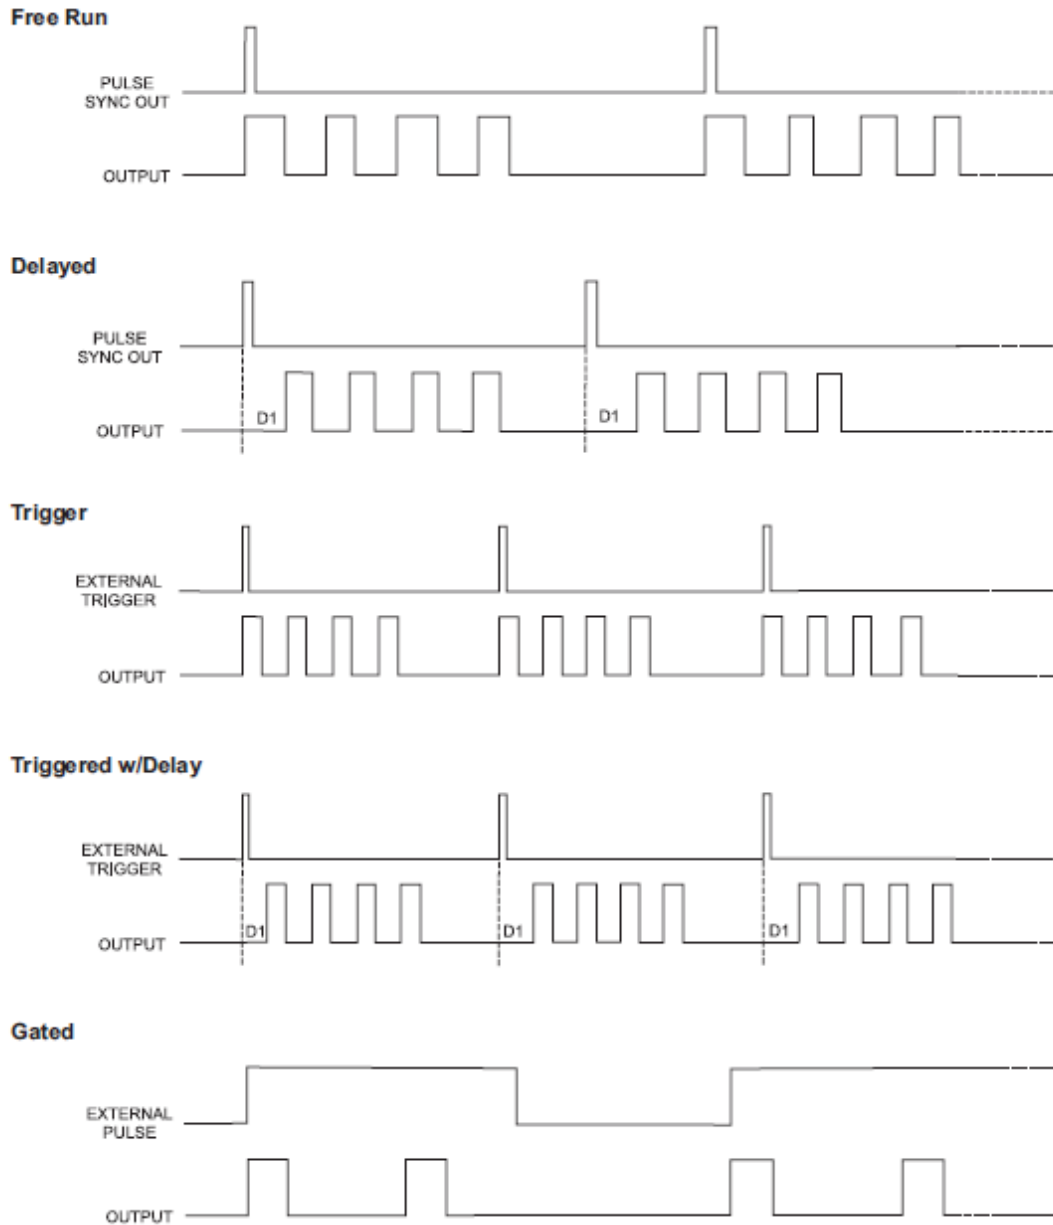 Free Run
PULSE
SYNC OUT
OUTPUT
Delayed
PULSE
SYNC OUT
D1
D1
OUTPUT
Trigger
EXTERNAL
TRIGGER
OUTPUT
Triggered w/Delay
EXTERNAL
TRIGGER
D1
D1
D1
OUTPUT
Gated
EXTERNAL
PULSE
OUTPUT